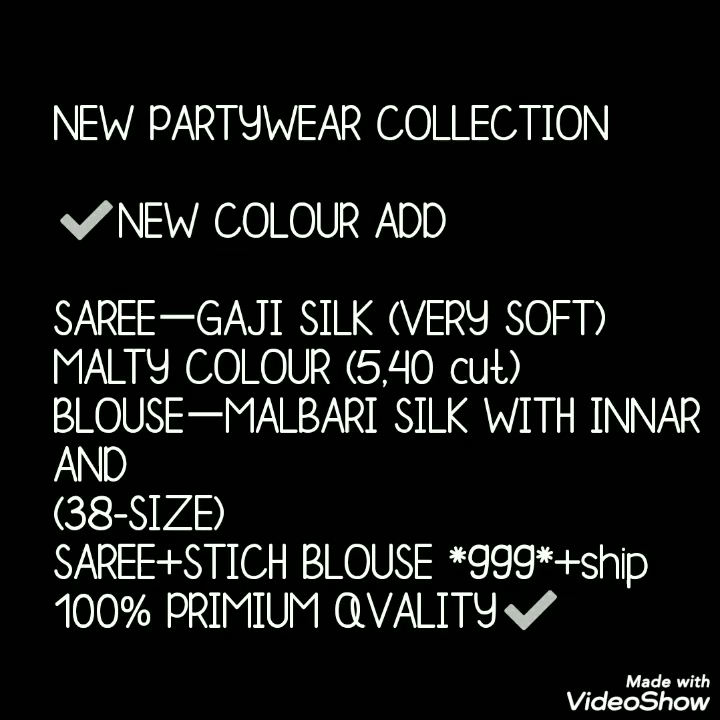 NEW PARTYWEAR COLLECTION
✔NEW COLOUR ADD
SAREE—GAJI SILK (VERY SOFT)
MALTY COLOUR (5,40 cut)
BLOUSE—MALBARI SILK WITH INNAR
AND
(38-SIZE)
SAREE+STICH BLOUSE *999*+ship
100% PRIMIUM QVALITY✔
Made with
VideoShow